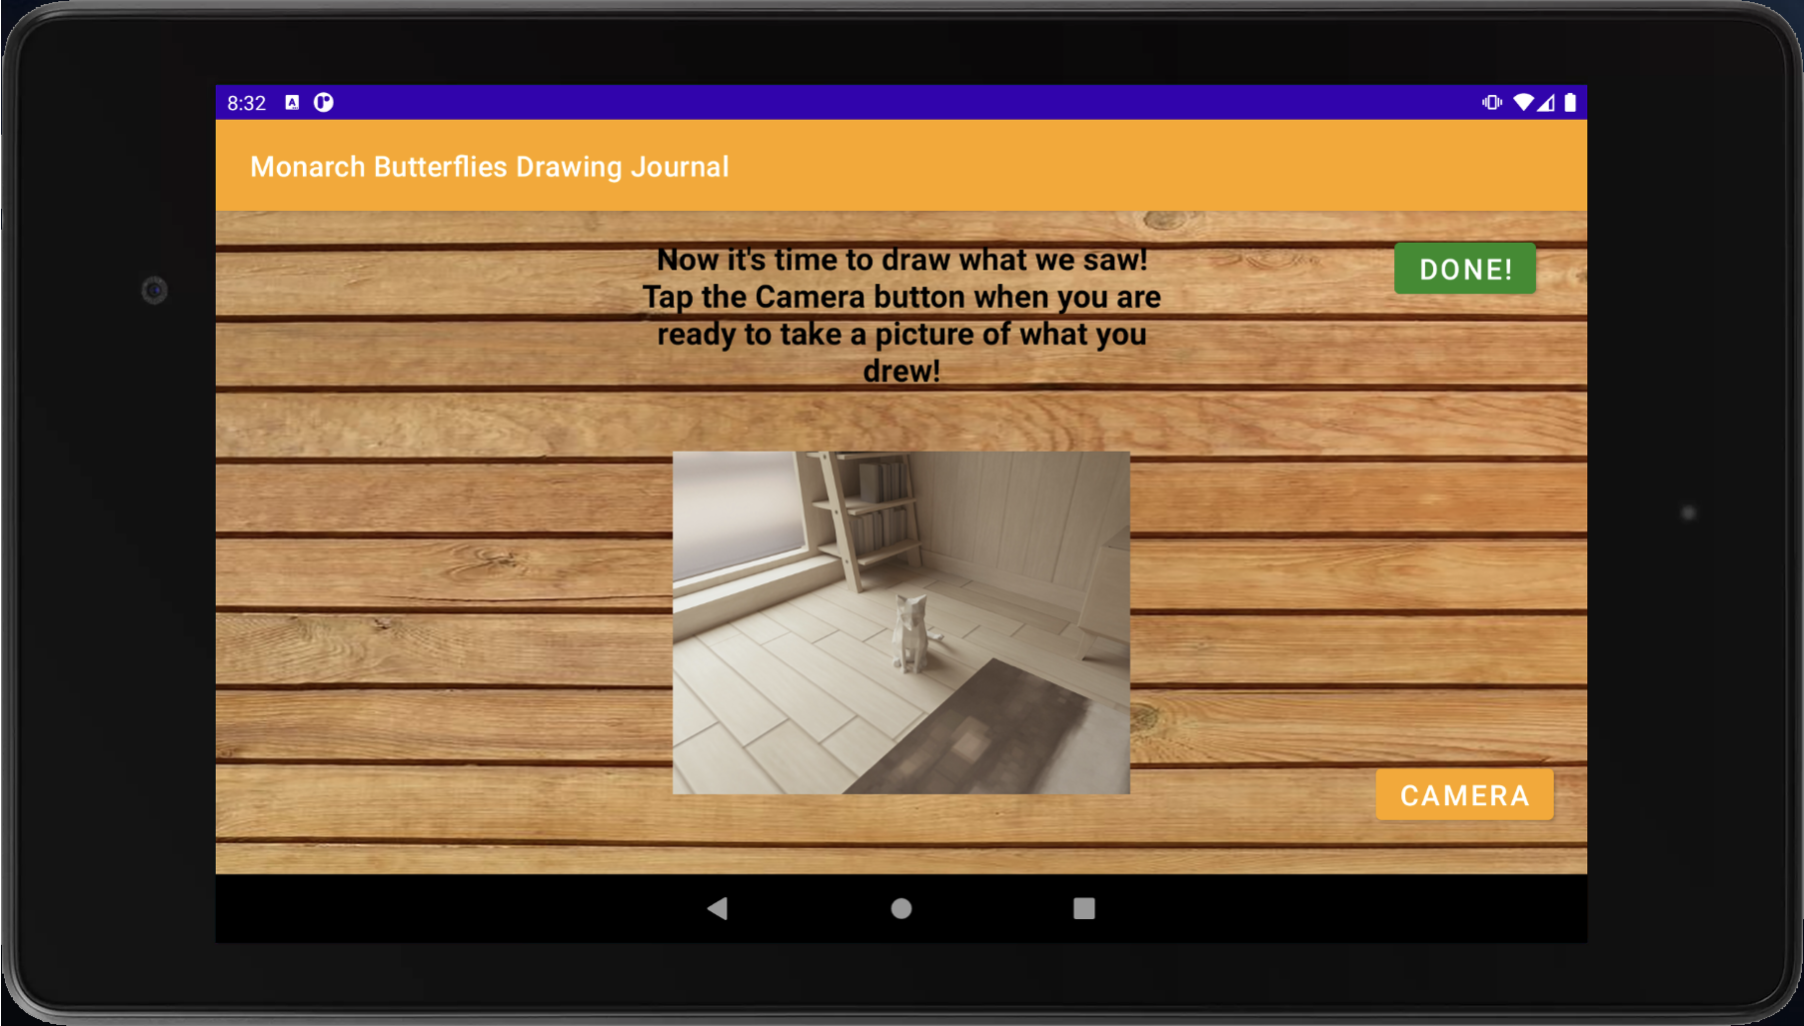 8:32
Monarch Butterflies Drawing Journal
Now it's time to draw what we saw!
Tap the Camera button when you are
ready to take a picture of what you
drew!
DONE!
CAMERA